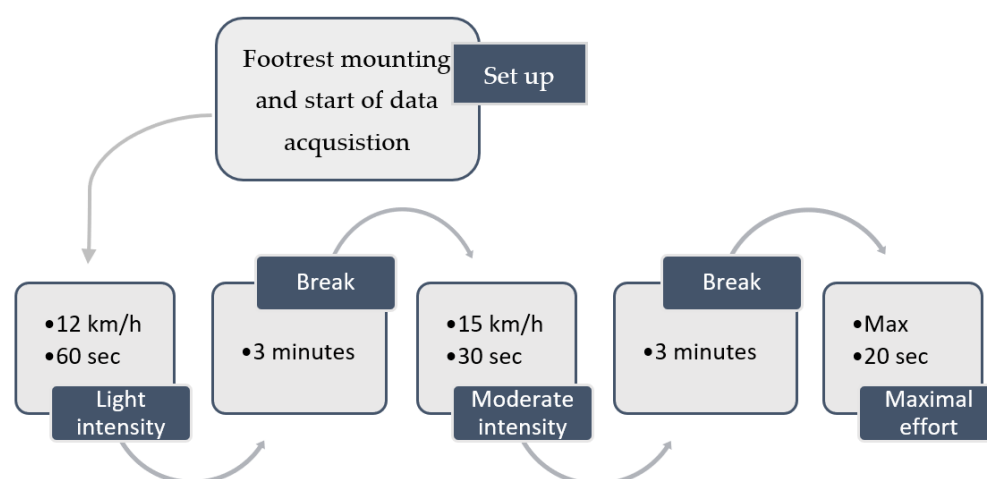 Footrest mounting
and start of data
acqusistion
Set up
•12 km/h
•60 sec
Light
intensity
Break
•3 minutes
•15 km/h
•30 sec
Moderate
intensity
Break
•3 minutes
•Max
•20 sec
Maximal
effort